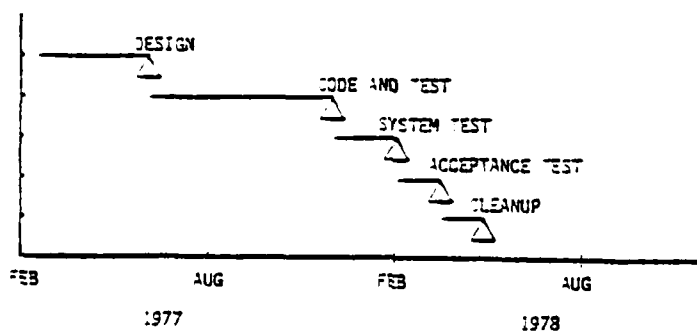 DESIGN
CODE AND TEST
SYSTEM TEST
ACCEPTANCE TEST
CLEANUP
FEB AUG FEB AUG
1977 1978